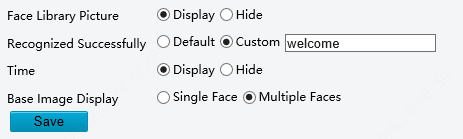 Face Library Picture Display Hide
Recognized Successfully Default Custom welcome
Time Display Hide
Base Image Display Single Face Multiple Faces
Save